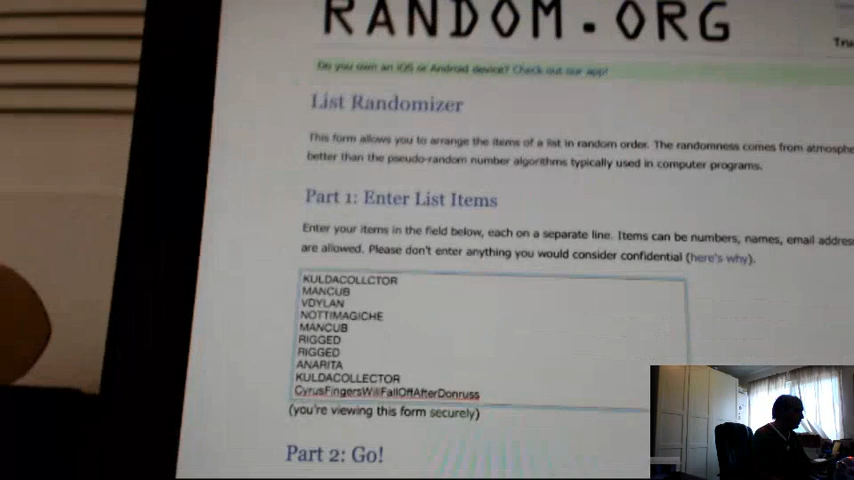 RANDOM.ORG
Tru
Do you own an iOS or Android device? Check out our app!
List Randomizer
This form allows you to arrange the items of a list in random order. The randomness comes from atmosphe
better than the pseudo-random number algorithms typically used in computer programs.
Part 1: Enter List Items
Enter your items in the field below, each on a separate line. Items can be numbers, names, email address
are allowed. Please don't enter anything you would consider confidential (here's why).
KULDACOLLCTOR
MANCUB
VDYLAN
NOTTIMAGICHE
MANCUB
RIGGED
RIGGED
ANARITA
KULDACOLLECTOR
CyrusFingersWillFallOffAfterDonruss
(you're viewing this form securely)
Part 2: Go!